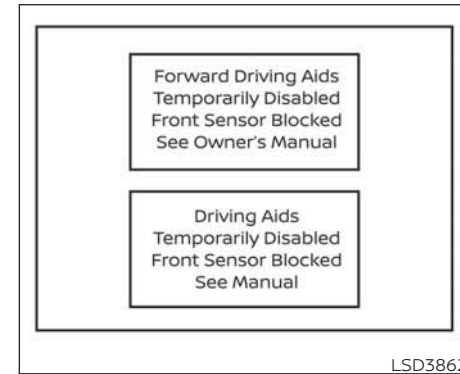 Forward Driving Aids
Temporarily Disabled
Front Sensor Blocked
See Owner's Manual
Driving Aids
Temporarily Disabled
Front Sensor Blocked
See Manual
LSD3862